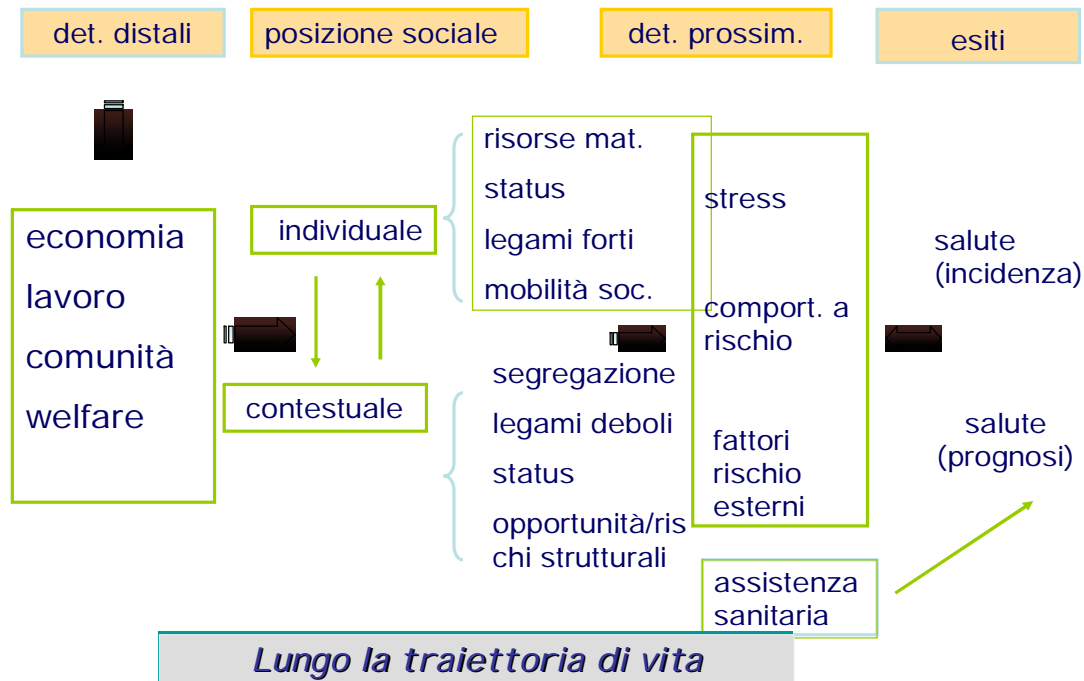 det. distali
posizione sociale
det. prossim.
esiti
economia
lavoro
comunità
welfare
individuale
contestuale
risorse mat.
status
legami forti
mobilità soc.
segregazione
legami deboli
status
opportunità/ris
chi strutturali
stress
comport. a
rischio
fattori
rischio
esterni
assistenza
sanitaria
salute
(incidenza)
salute
(prognosi)
Lungo la traiettoria di vita